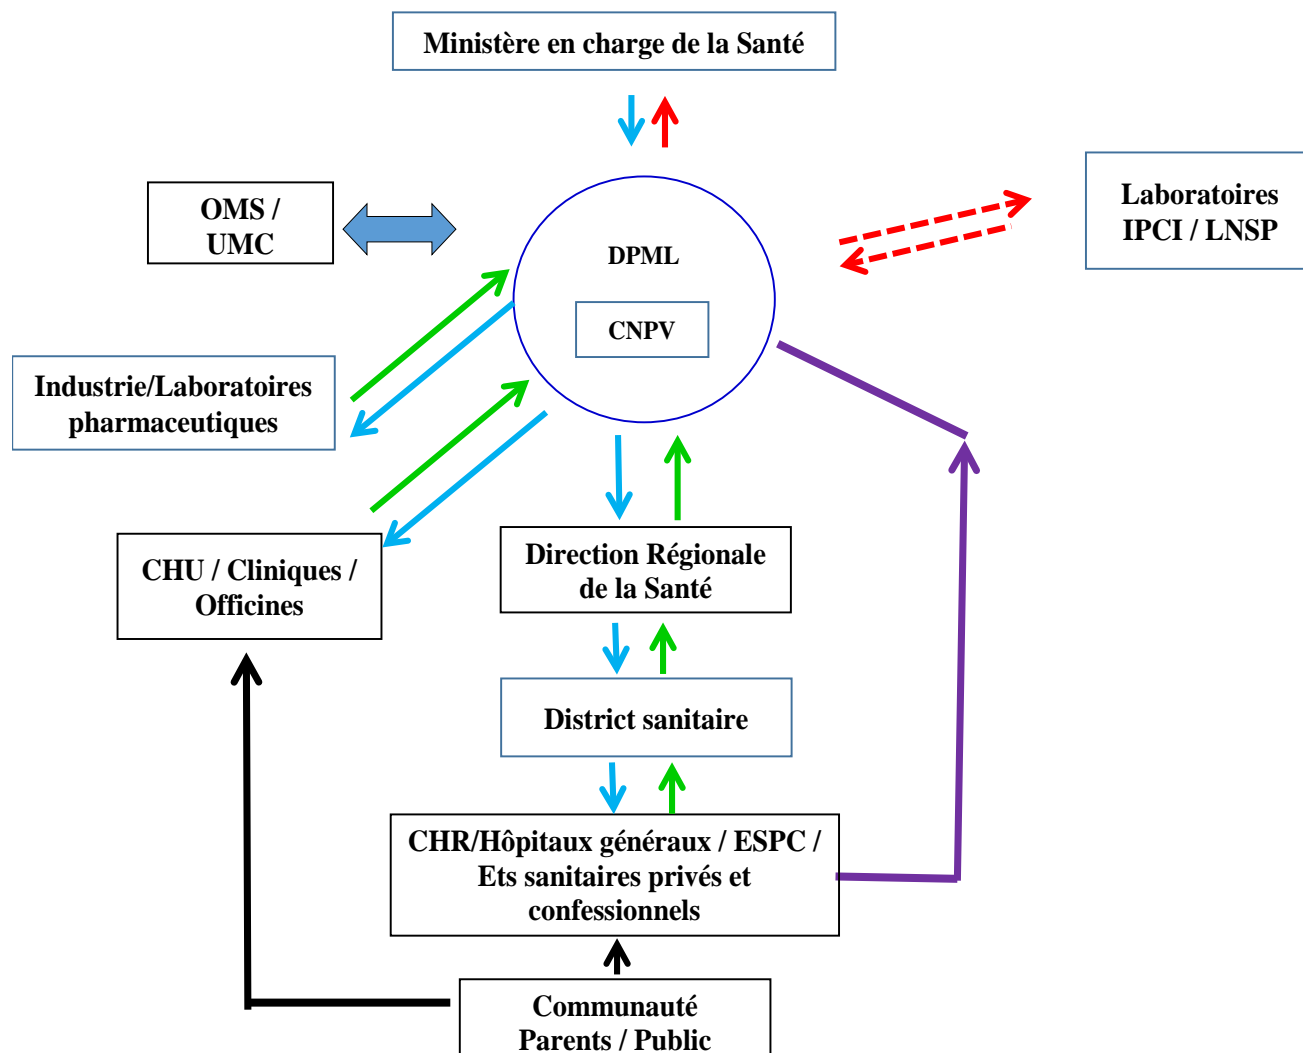 Ministère en charge de la Santé
OMS /
UMC
Laboratoires
IPCI / LNSP
DPML
CNPV
Industrie/Laboratoires
pharmaceutiques
CHU / Cliniques /
Officines
Direction Régionale
de la Santé
District sanitaire
CHR/Hôpitaux généraux / ESPC /
Ets sanitaires privés et
confessionnels
Communauté
Parents / Public